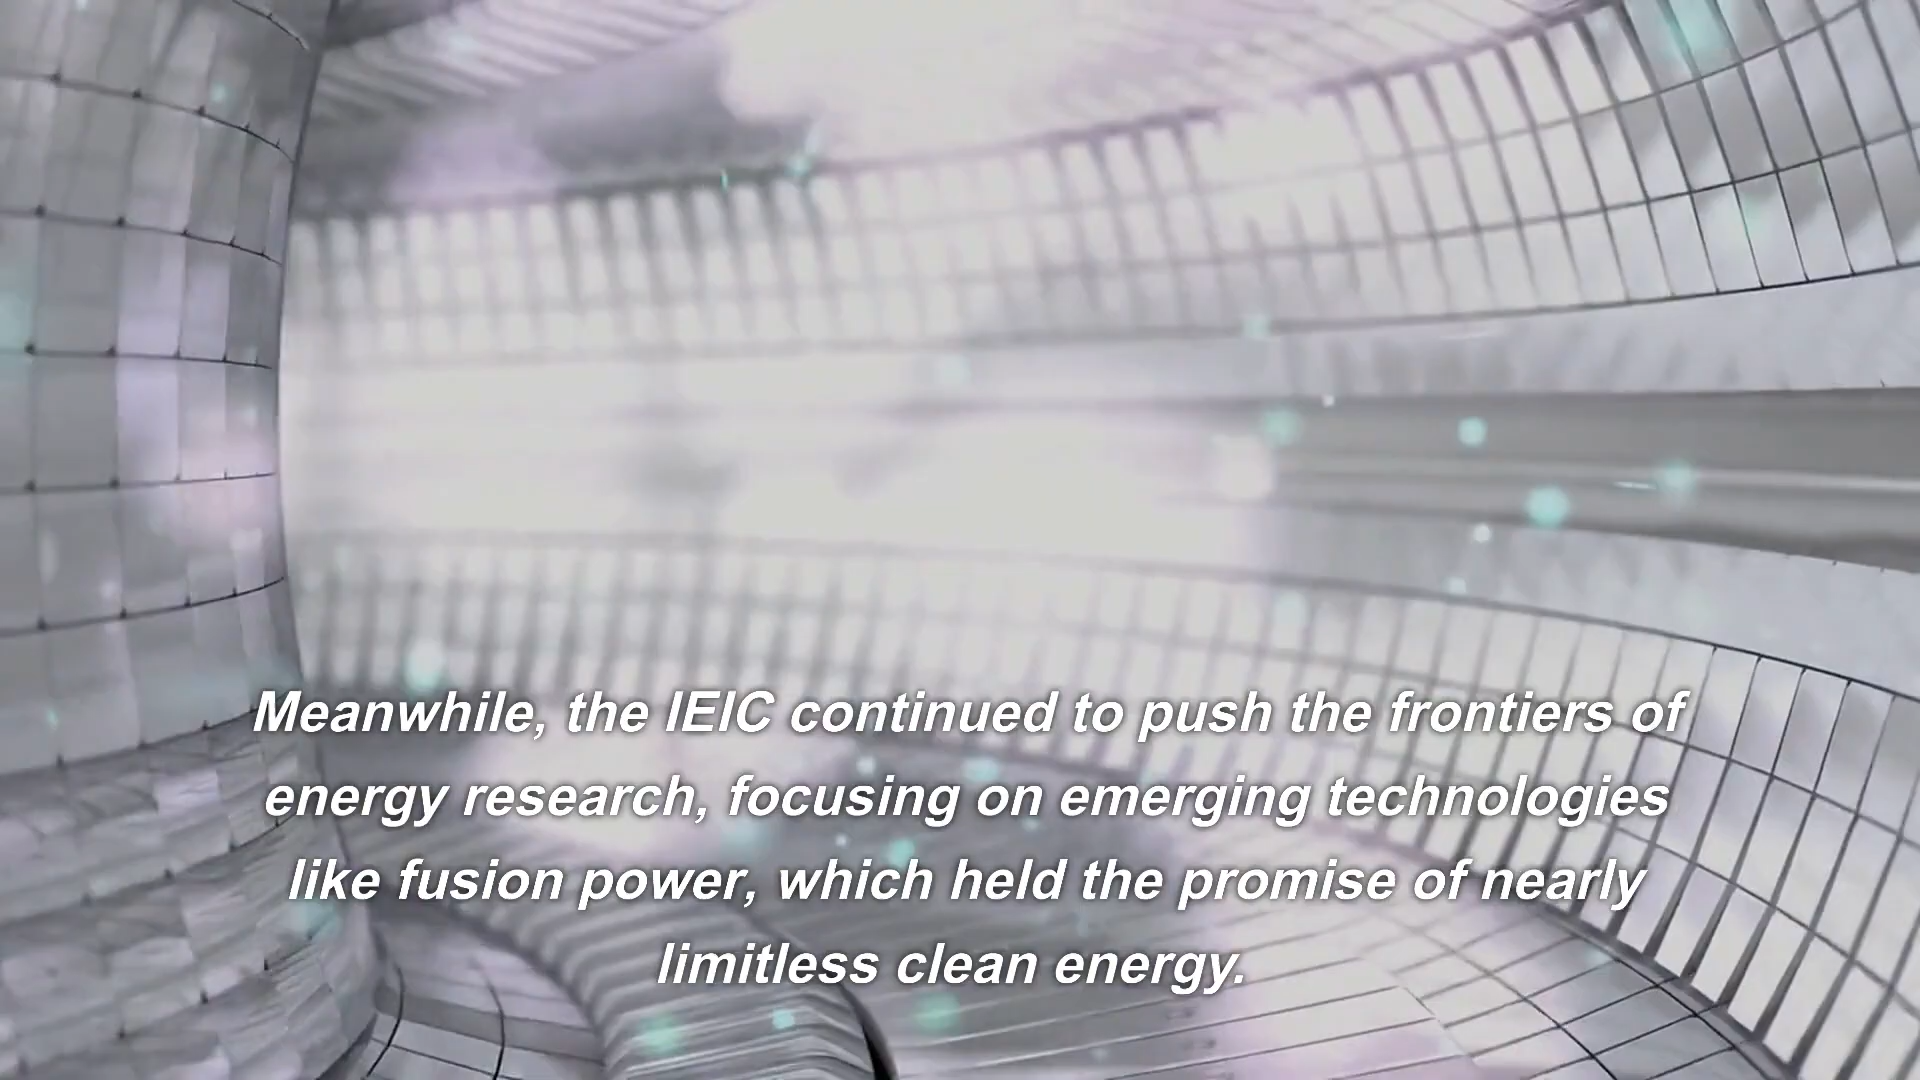 Meanwhile, the IEIC continued to push the frontiers of
energy research, focusing on emerging technologies
like fusion power, which held the promise of nearly
limitless clean energy.